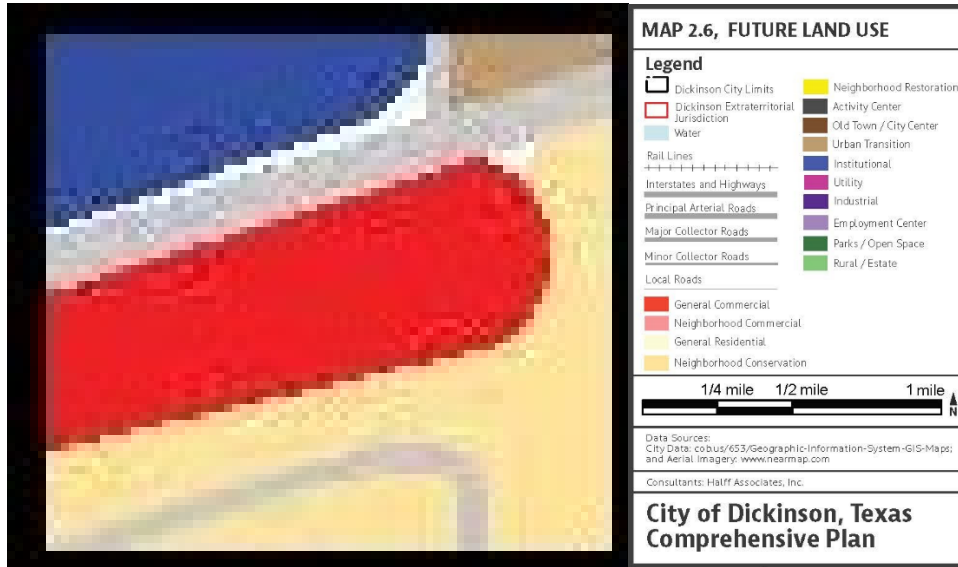 MAP 2.6, FUTURE LAND USE
Legend
Dickinson City Limits
Dickinson Extraterritorial
Jurisdiction
Water
Rail Lines
Interstates and Highways
Principal Arterial Roads
Major Collector Roads
Minor Collector Roads
Local Roads
General Commercial
Neighborhood Commercial
General Residential
Neighborhood Conservation
Neighborhood Restoration
Activity Center
Old Town / City Center
Urban Transition
Institutional
Utility
Industrial
Employment Center
Parks / Open Space
Rural / Estate
1/4 mile 1/2 mile 1 mile
N
Data Sources:
City Data: cob.us/653/Geographic-Information-System-GIS-Maps;
and Aerial Imagery: www.nearmap.com
Consultants: Halff Associates, Inc.
City of Dickinson, Texas
Comprehensive Plan